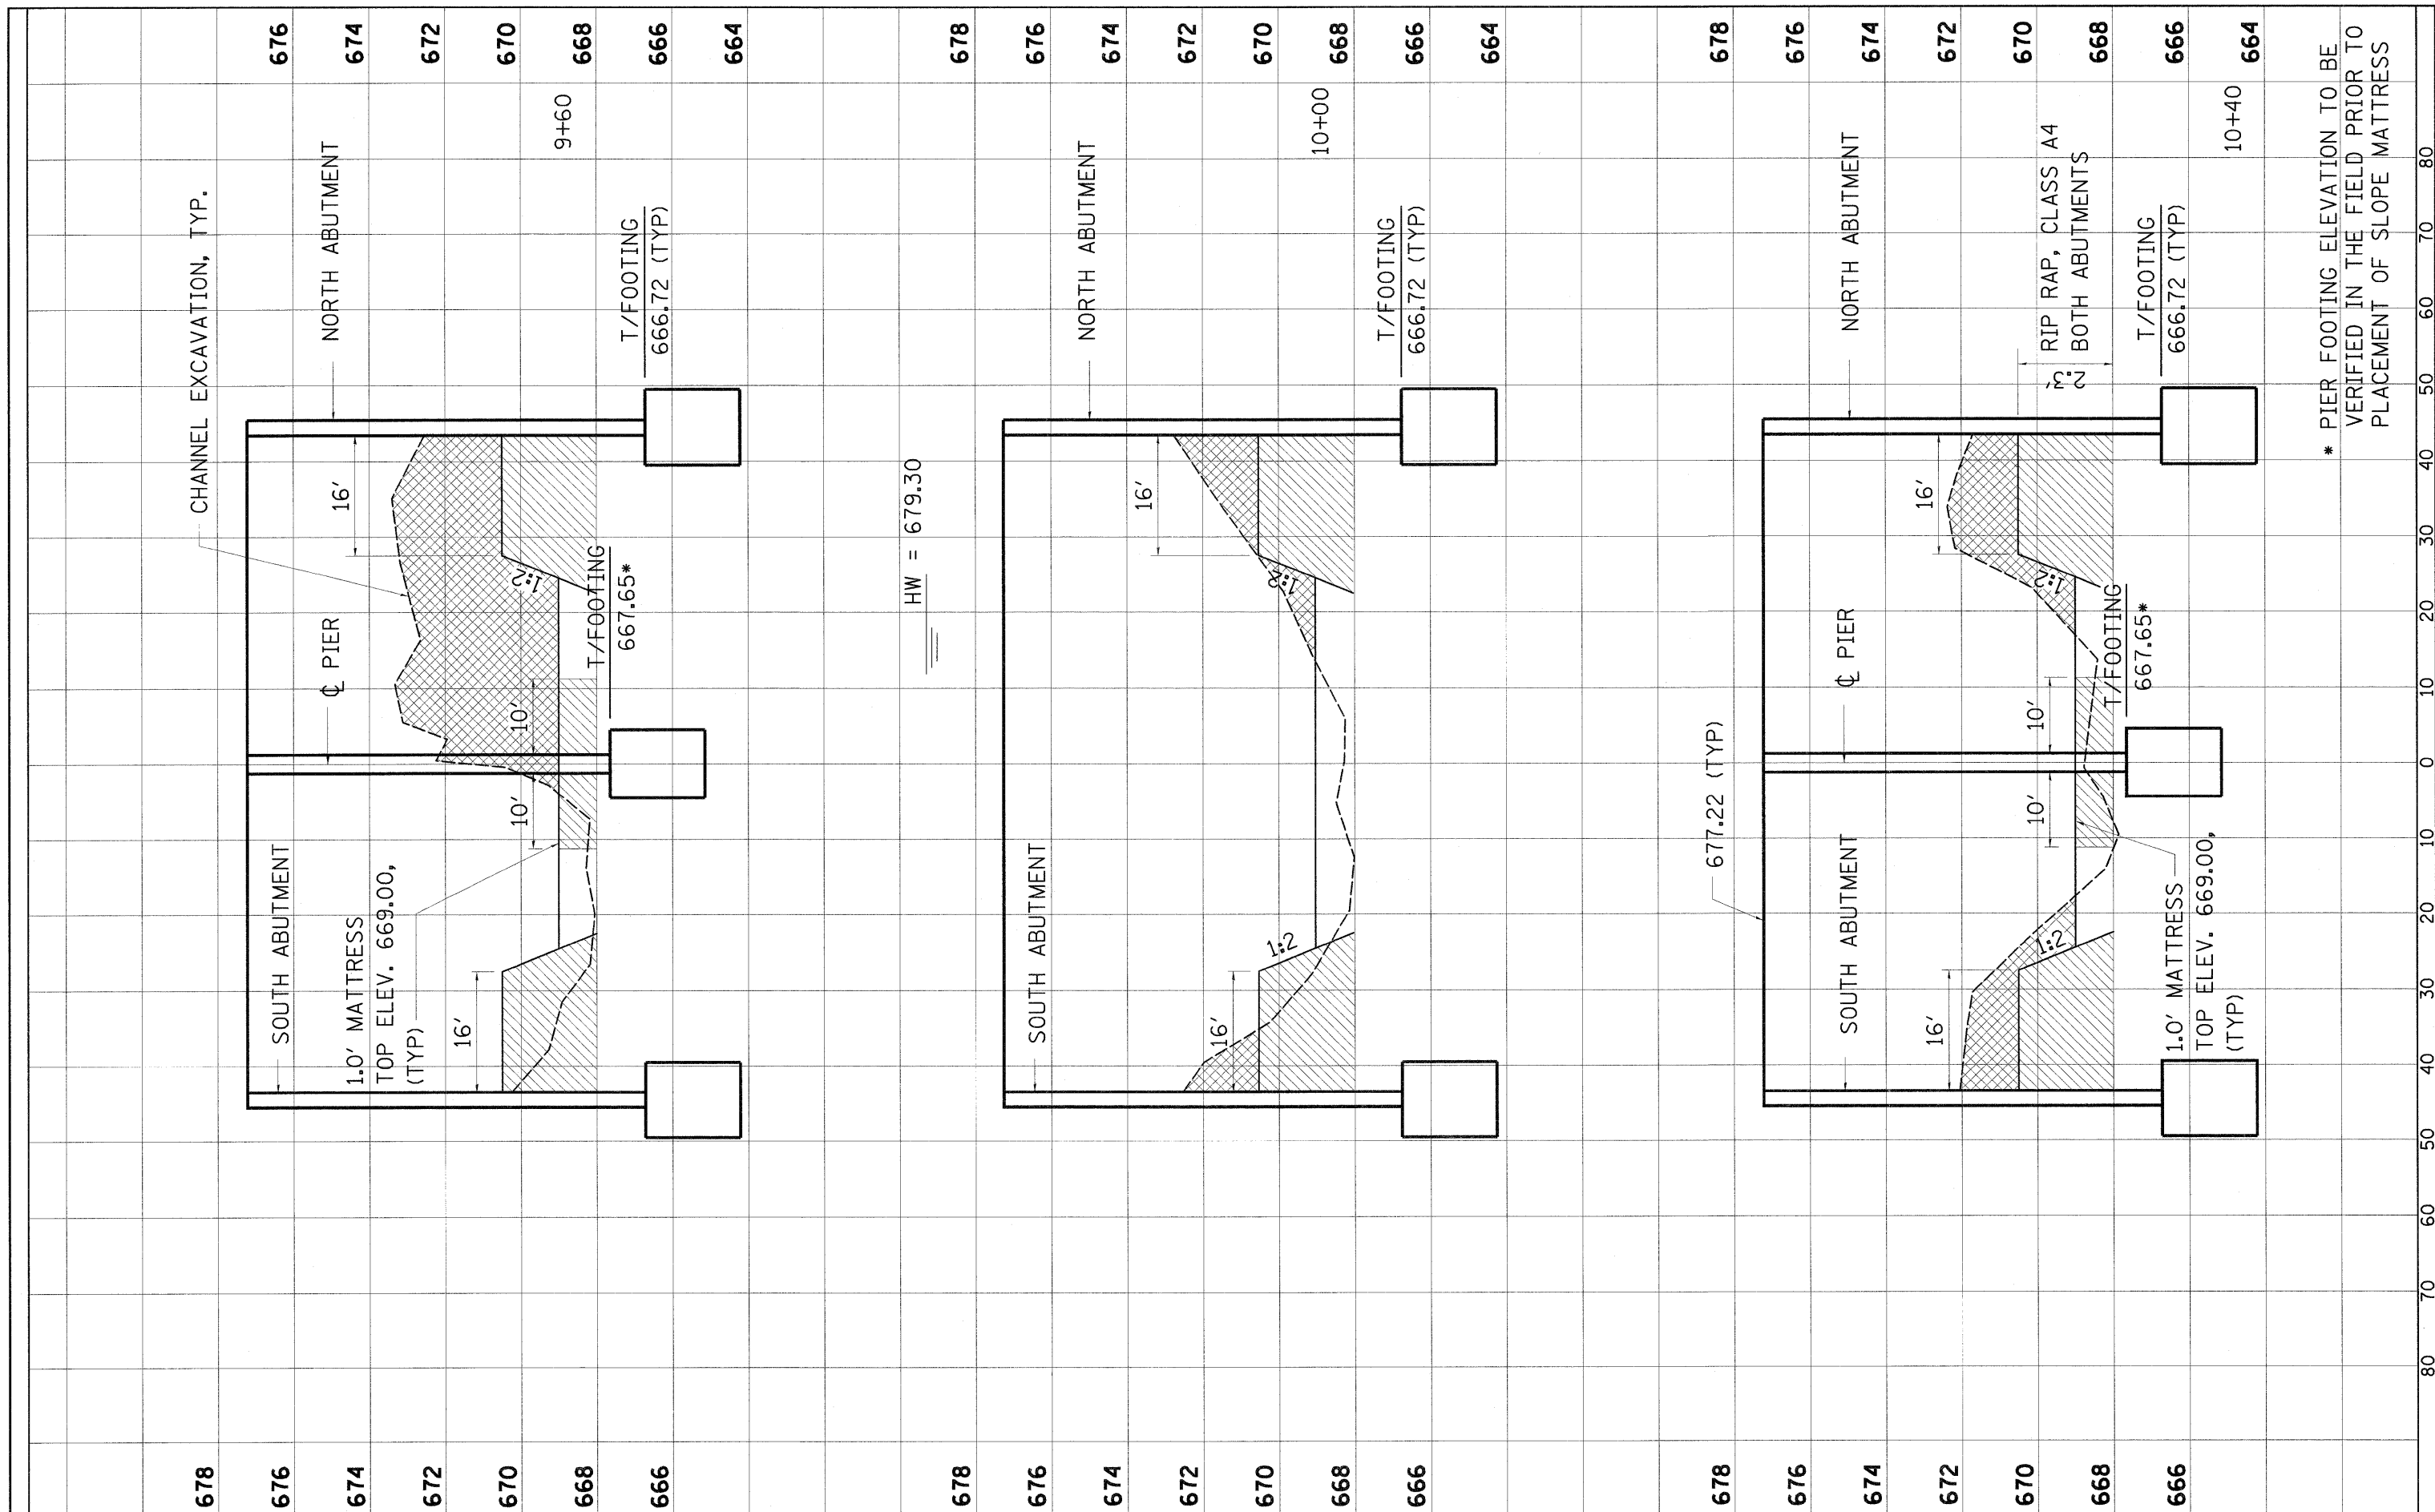 678
676
674
672
670
668
666
SOUTH ABUTMENT
1.0' MATTRESS
TOP ELEV. 669.00,
(TYP)
16'
10'
10'
℄ PIER
CHANNEL EXCAVATION, TYP.
16'
1:2
T/FOOTING
667.65*
NORTH ABUTMENT
T/FOOTING
666.72 (TYP)
9+60
676
674
672
670
668
666
664
678
676
674
672
670
668
666
SOUTH ABUTMENT
16'
1:2
HW = 679.30
16'
1:2
NORTH ABUTMENT
T/FOOTING
666.72 (TYP)
10+00
678
676
674
672
670
668
666
664
678
676
674
672
670
668
666
677.22 (TYP)
SOUTH ABUTMENT
16'
1:2
1.0' MATTRESS
TOP ELEV. 669.00,
(TYP)
10'
10'
℄ PIER
T/FOOTING
667.65*
16'
1:2
NORTH ABUTMENT
2.3'
RIP RAP, CLASS A4
BOTH ABUTMENTS
T/FOOTING
666.72 (TYP)
10+40
678
676
674
672
670
668
666
664
* PIER FOOTING ELEVATION TO BE
VERIFIED IN THE FIELD PRIOR TO
PLACEMENT OF SLOPE MATTRESS
80 70 60 50 40 30 20 10 0 10 20 30 40 50 60 70 80